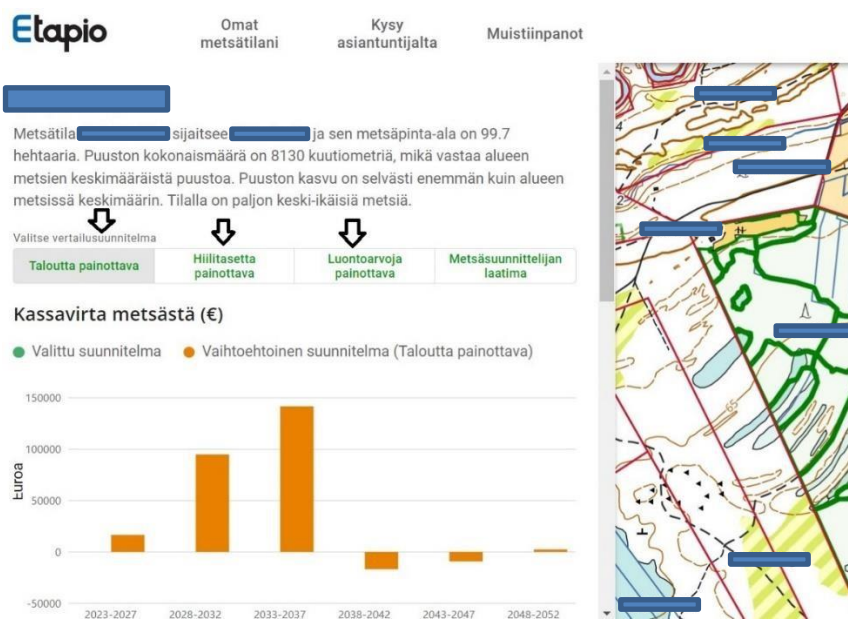 Etapio
Omat
metsätilani
Kysy
asiantuntijalta
Muistiinpanot
Metsätila sijaitsee ja sen metsäpinta-ala on 99.7
hehtaaria. Puuston kokonaismäärä on 8130 kuutiometriä, mikä vastaa alueen
metsien keskimääräistä puustoa. Puuston kasvu on selvästi enemmän kuin alueen
metsissä keskimäärin. Tilalla on paljon keski-ikäisiä metsiä.
Valitse vertailusuunnitelma
Taloutta painottava
Hiilitasetta
painottava
Luontoarvoja
painottava
Metsäsuunnittelijan
laatima
Kassavirta metsästä (€)
Valittu suunnitelma
Vaihtoehtoinen suunnitelma (Taloutta painottava)
Euroa
150000
100000
50000
0
-50000
2023-2027
2028-2032
2033-2037
2038-2042
2043-2047
2048-2052
65